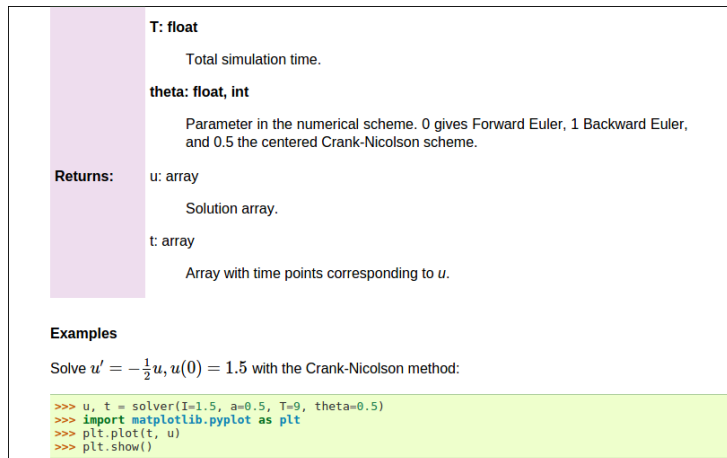 T: float
Total simulation time.
theta: float, int
Parameter in the numerical scheme. 0 gives Forward Euler, 1 Backward Euler,
and 0.5 the centered Crank-Nicolson scheme.
Returns: u: array
Solution array.
t: array
Array with time points corresponding to u.
Examples
Solve u′ = −½u, u(0) = 1.5 with the Crank-Nicolson method:
>>> u, t = solver(I=1.5, a=0.5, T=9, theta=0.5)
>>> import matplotlib.pyplot as plt
>>> plt.plot(t, u)
>>> plt.show()